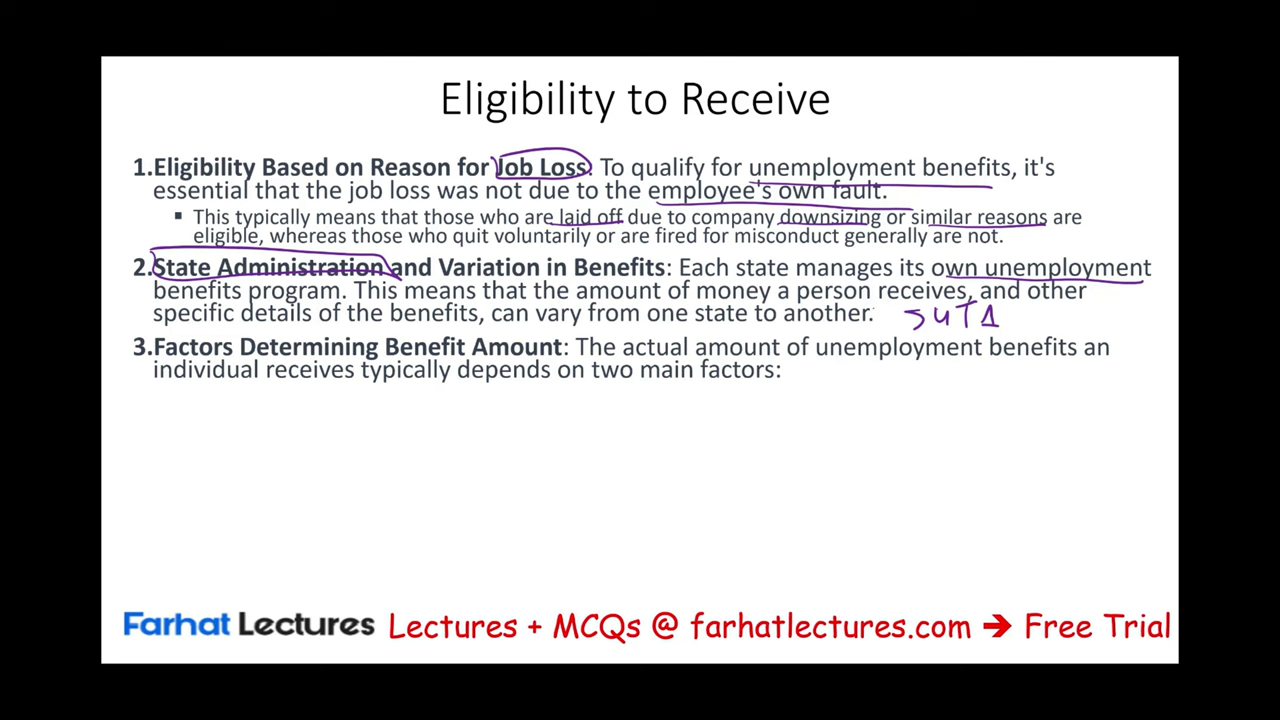 Eligibility to Receive
1.Eligibility Based on Reason for Job Loss: To qualify for unemployment benefits, it's
essential that the job loss was not due to the employee's own fault.
▪ This typically means that those who are laid off due to company downsizing or similar reasons are
eligible, whereas those who quit voluntarily or are fired for misconduct generally are not.
2.State Administration and Variation in Benefits: Each state manages its own unemployment
benefits program. This means that the amount of money a person receives, and other
specific details of the benefits, can vary from one state to another.
SUTA
3.Factors Determining Benefit Amount: The actual amount of unemployment benefits an
individual receives typically depends on two main factors:
Farhat Lectures Lectures + MCQs @ farhatlectures.com → Free Trial